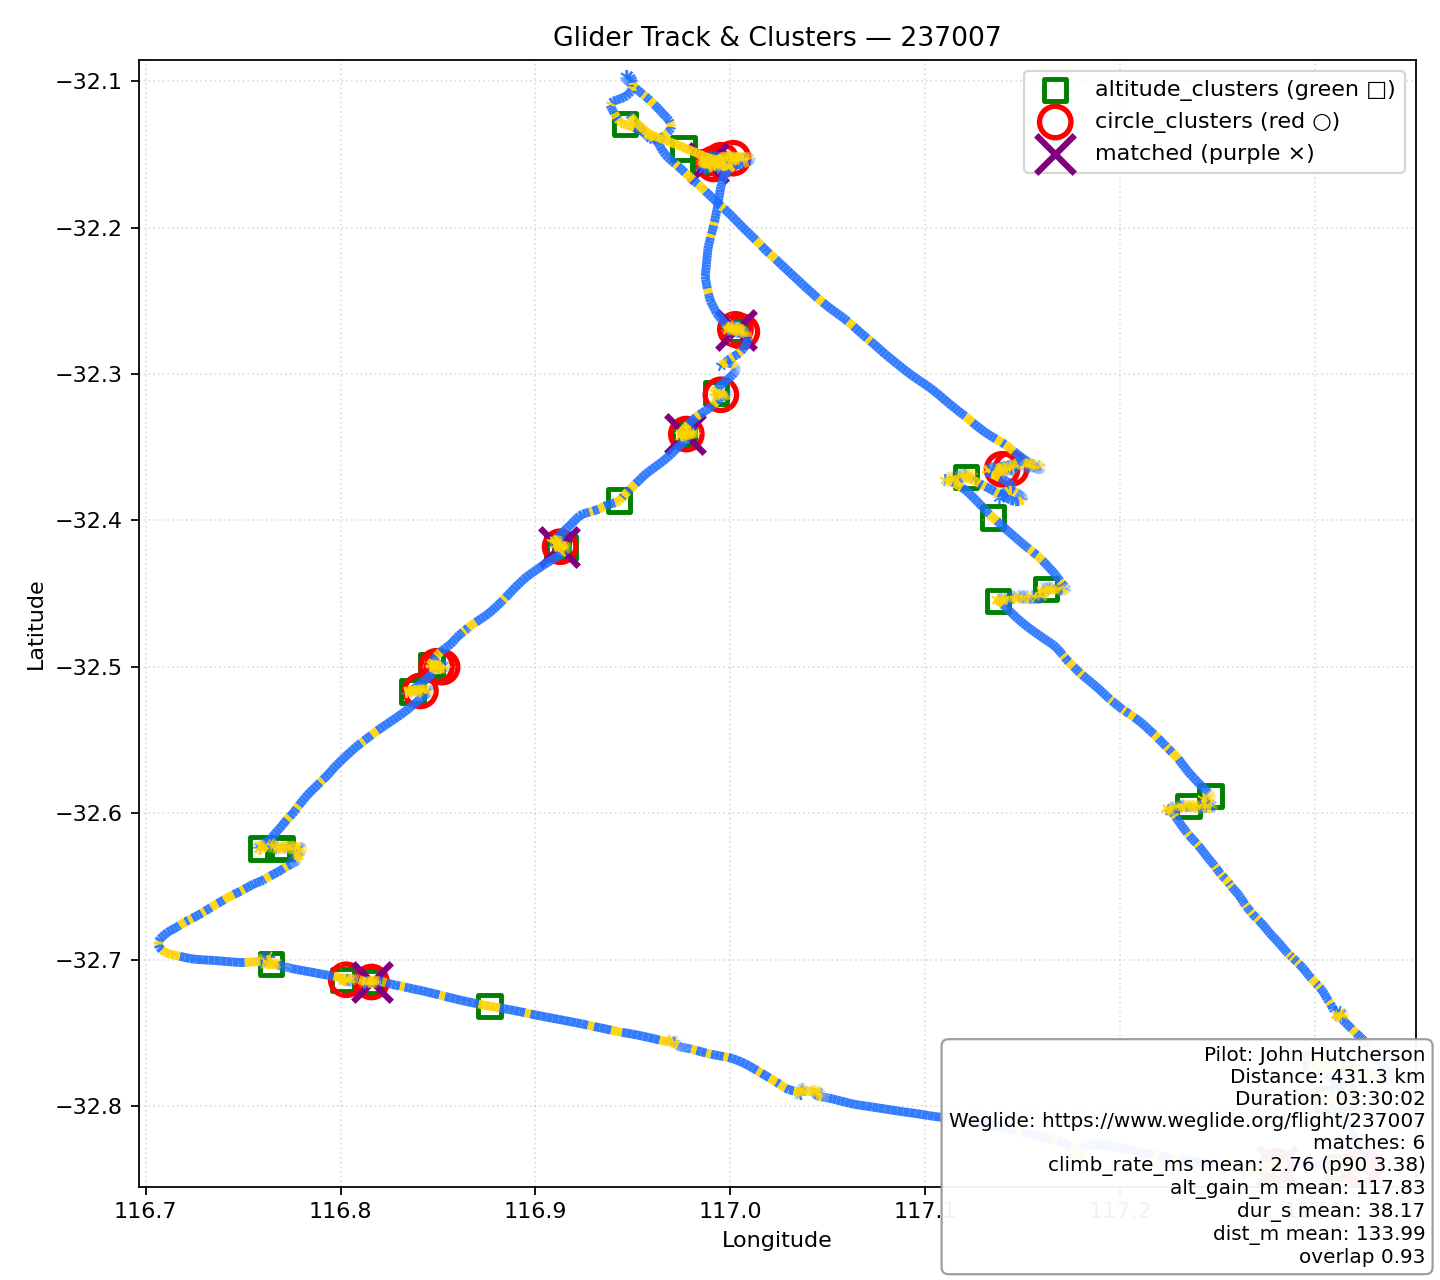 Glider Track & Clusters — 237007
altitude_clusters (green □)
circle_clusters (red ○)
matched (purple ×)
−32.1
−32.2
−32.3
−32.4
−32.5
−32.6
−32.7
−32.8
Latitude
116.7
116.8
116.9
117.0
117.1
117.2
Longitude
Pilot: John Hutcherson
Distance: 431.3 km
Duration: 03:30:02
Weglide: https://www.weglide.org/flight/237007
matches: 6
climb_rate_ms mean: 2.76 (p90 3.38)
alt_gain_m mean: 117.83
dur_s mean: 38.17
dist_m mean: 133.99
overlap 0.93